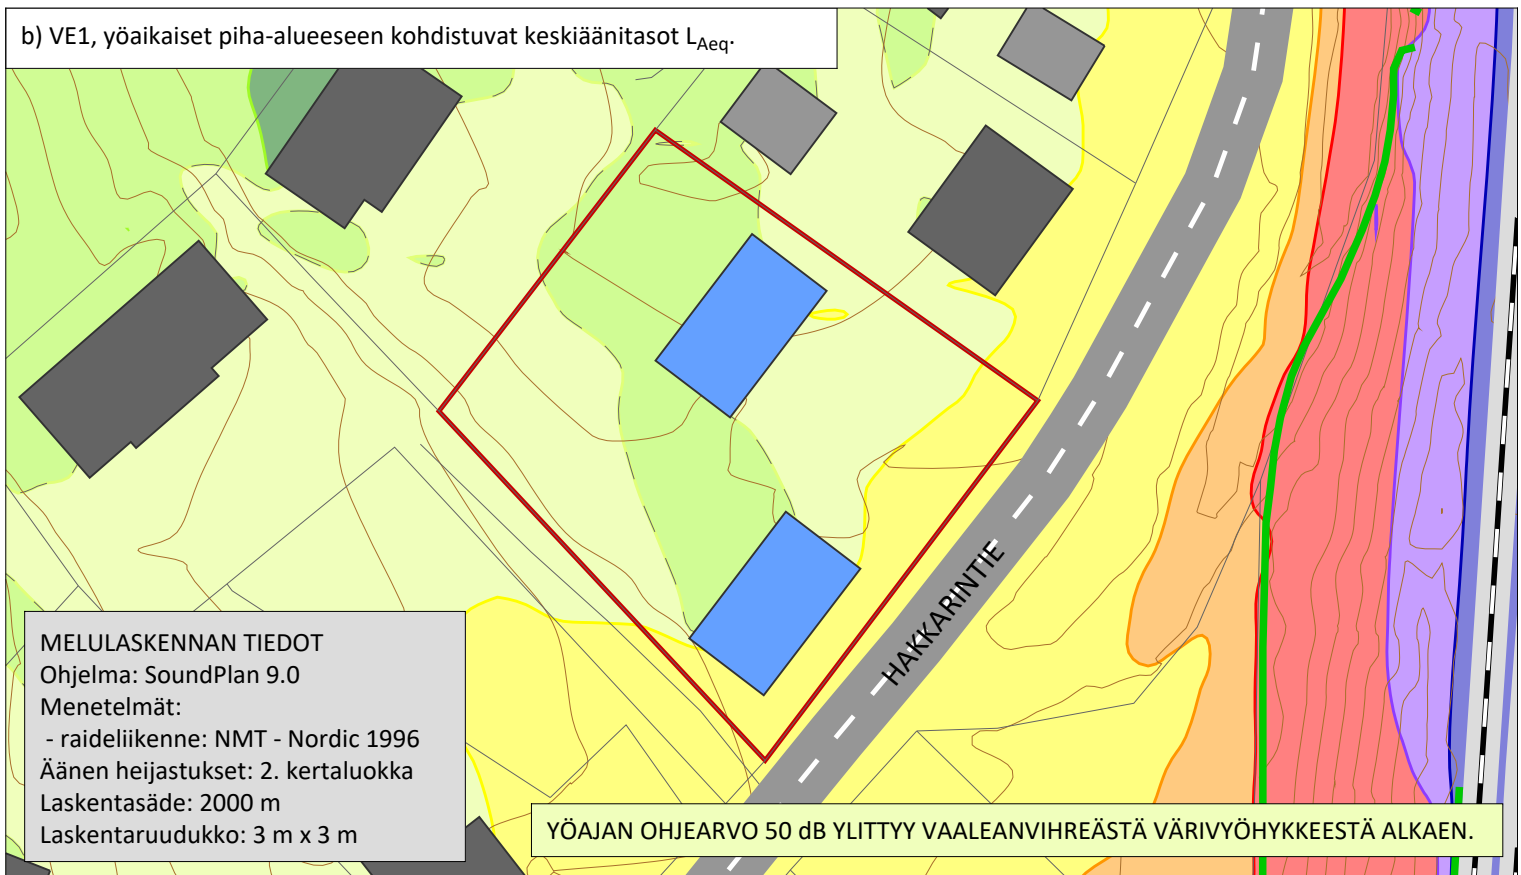 b) VE1, yöaikaiset piha-alueeseen kohdistuvat keskiäänitasot LAeq.
HAKKARINTIE
MELULASKENNAN TIEDOT
Ohjelma: SoundPlan 9.0
Menetelmät:
- raideliikenne: NMT - Nordic 1996
Äänen heijastukset: 2. kertaluokka
Laskentasäde: 2000 m
Laskentaruudukko: 3 m x 3 m
YÖAJAN OHJEARVO 50 dB YLITTYY VAALEANVIHREÄSTÄ VÄRIVYÖHYKKEESTÄ ALKAEN.